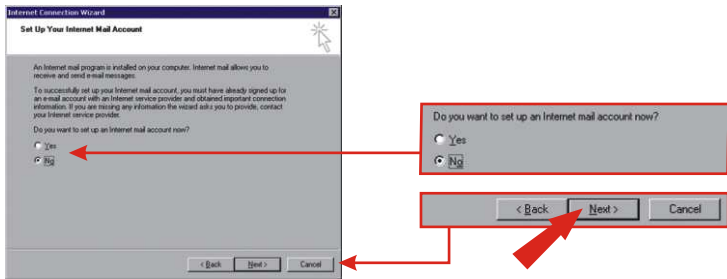 Internet Connection Wizard
Set Up Your Internet Mail Account
An Internet mail program is installed on your computer. Internet mail allows you to
receive and send e-mail messages.
To successfully set up your Internet mail account, you must have already signed up for
an e-mail account with an Internet service provider and obtained important connection
information. If you are missing any information the wizard asks you to provide, contact
your Internet service provider.
Do you want to set up an Internet mail account now?
Yes
No
< Back Next > Cancel
Do you want to set up an Internet mail account now?
Yes
No
< Back Next > Cancel